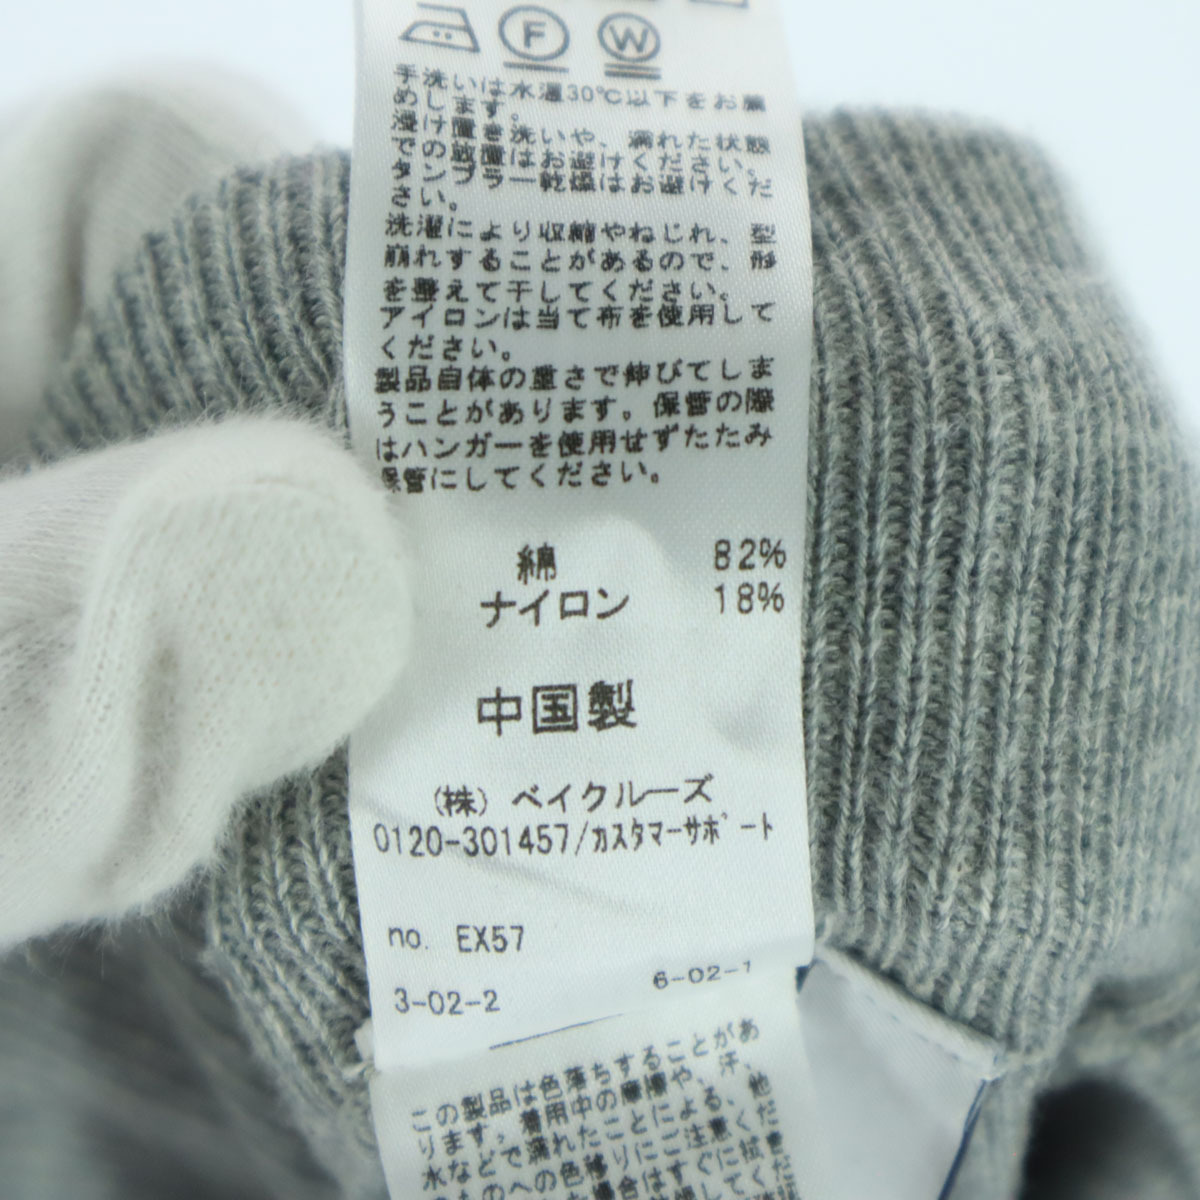 F W
手洗いは水温30℃以下をお薦
めします。
浸け置き洗いや、濡れた状態
での放置はお避けください。
タンブラー乾燥はお避けくだ
さい。
洗濯により収縮やねじれ、型
崩れすることがあるので、形
を整えて干してください。
アイロンは当て布を使用して
ください。
製品自体の重さで伸びてしま
うことがあります。保管の際
はハンガーを使用せずたたみ
保管にしてください。
綿 82%
ナイロン 18%
中国製
(株) ベイクルーズ
0120-301457/カスタマーサポート
no. EX57
6-02-1
3-02-2
この製品は色落ちすることがあ
ります。着用中の摩擦や、汗、
水などで濡れたことによる、他
のものへの色移りにご注意くだ